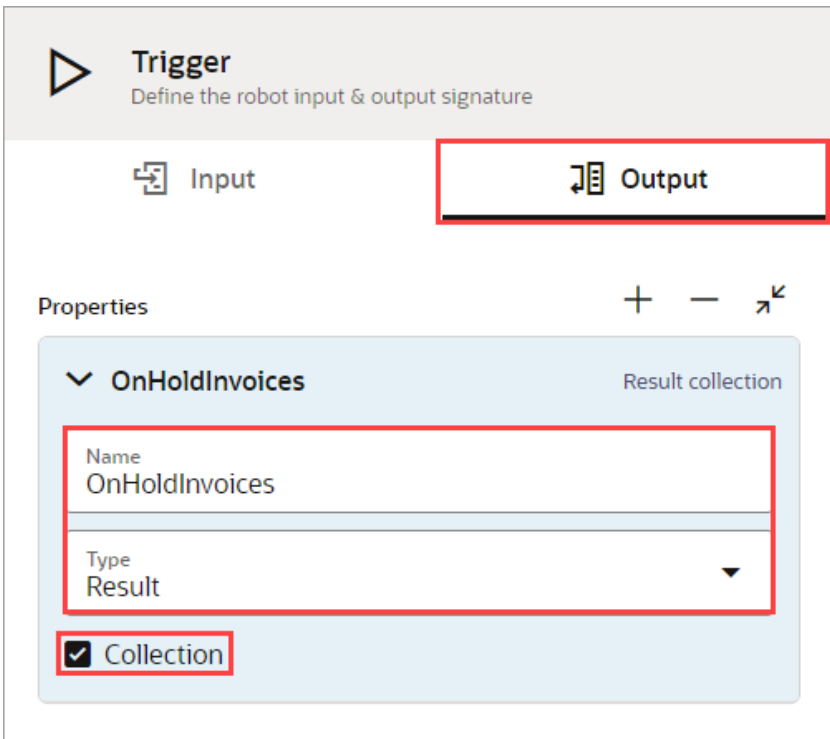 Trigger
Define the robot input & output signature
Input
Output
Properties
OnHoldInvoices
Result collection
Name
OnHoldInvoices
Type
Result
Collection